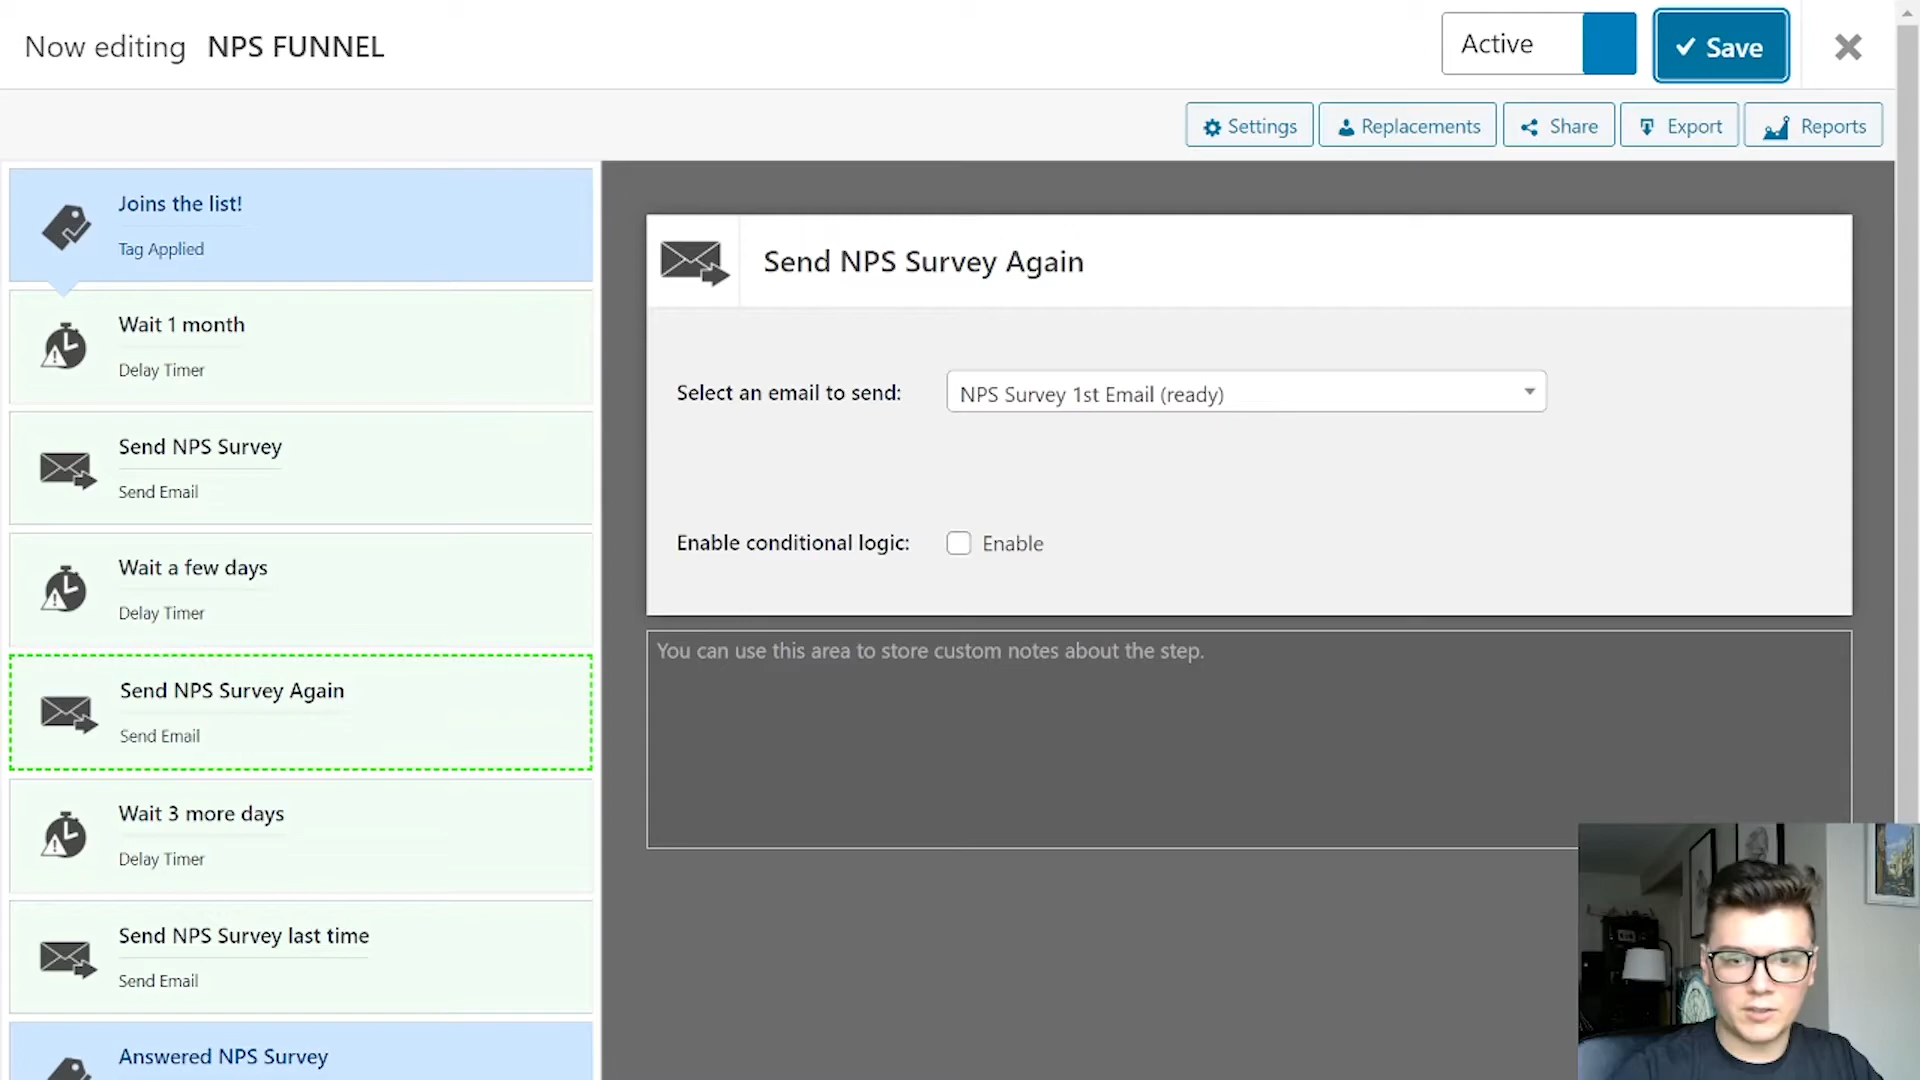 Now editing NPS FUNNEL
Active
Save
Settings
Replacements
Share
Export
Reports
Joins the list!
Tag Applied
Wait 1 month
Delay Timer
Send NPS Survey
Send Email
Wait a few days
Delay Timer
Send NPS Survey Again
Send Email
Wait 3 more days
Delay Timer
Send NPS Survey last time
Send Email
Answered NPS Survey
Send NPS Survey Again
Select an email to send:
NPS Survey 1st Email (ready)
Enable conditional logic:
Enable
You can use this area to store custom notes about the step.